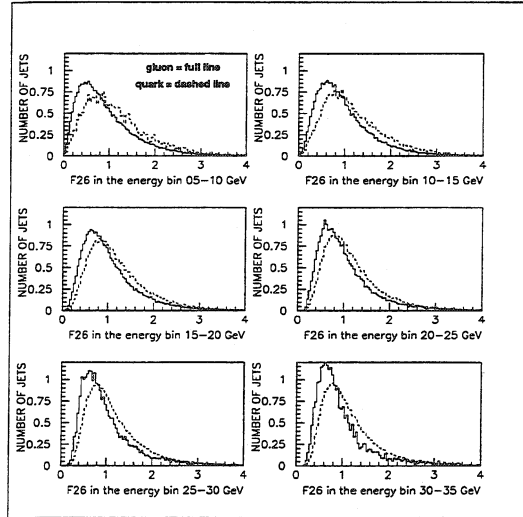 NUMBER OF JETS
1
0.75
0.5
0.25
0
gluon = full line
quark = dashed line
0 1 2 3 4
F26 in the energy bin 05-10 GeV
NUMBER OF JETS
1
0.75
0.5
0.25
0
0 1 2 3 4
F26 in the energy bin 10-15 GeV
NUMBER OF JETS
1
0.75
0.5
0.25
0
0 1 2 3 4
F26 in the energy bin 15-20 GeV
NUMBER OF JETS
1
0.75
0.5
0.25
0
0 1 2 3 4
F26 in the energy bin 20-25 GeV
NUMBER OF JETS
1
0.75
0.5
0.25
0
0 1 2 3 4
F26 in the energy bin 25-30 GeV
NUMBER OF JETS
1
0.75
0.5
0.25
0
0 1 2 3 4
F26 in the energy bin 30-35 GeV